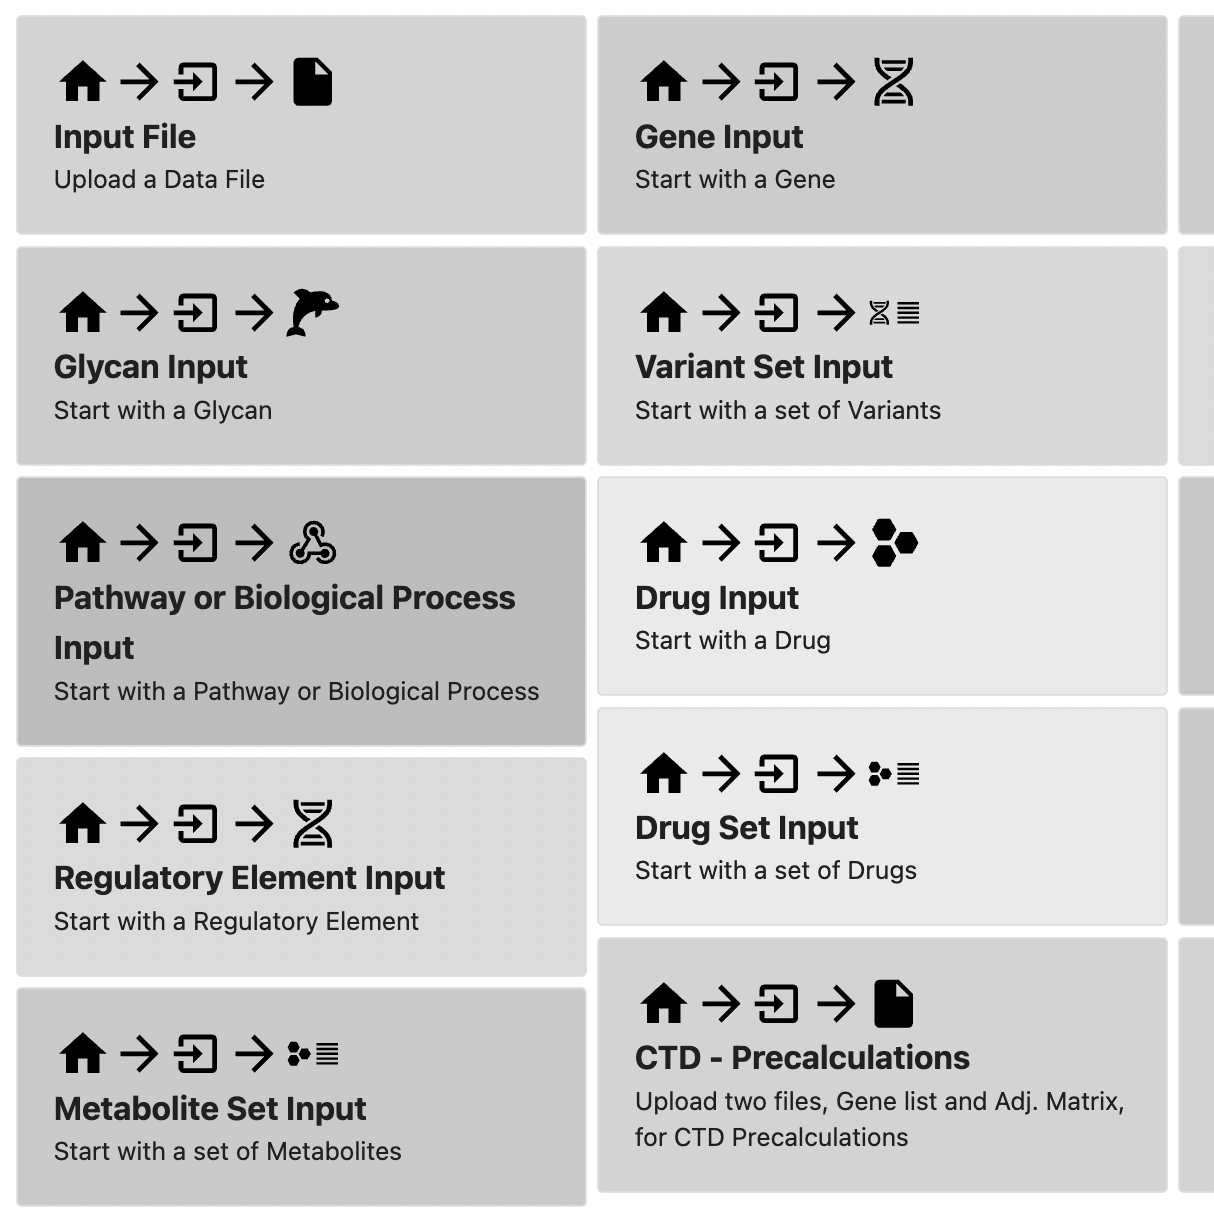 Input File
Upload a Data File
Gene Input
Start with a Gene
Glycan Input
Start with a Glycan
Variant Set Input
Start with a set of Variants
Pathway or Biological Process
Input
Start with a Pathway or Biological Process
Drug Input
Start with a Drug
Regulatory Element Input
Start with a Regulatory Element
Drug Set Input
Start with a set of Drugs
Metabolite Set Input
Start with a set of Metabolites
CTD - Precalculations
Upload two files, Gene list and Adj. Matrix,
for CTD Precalculations